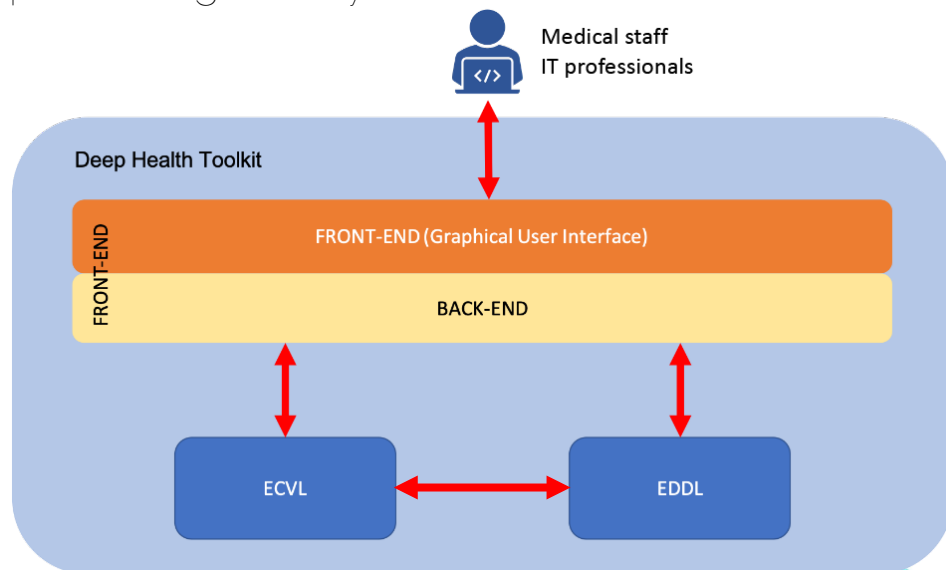 Medical staff
IT professionals
</>
Deep Health Toolkit
FRONT-END
FRONT-END (Graphical User Interface)
BACK-END
ECVL
EDDL